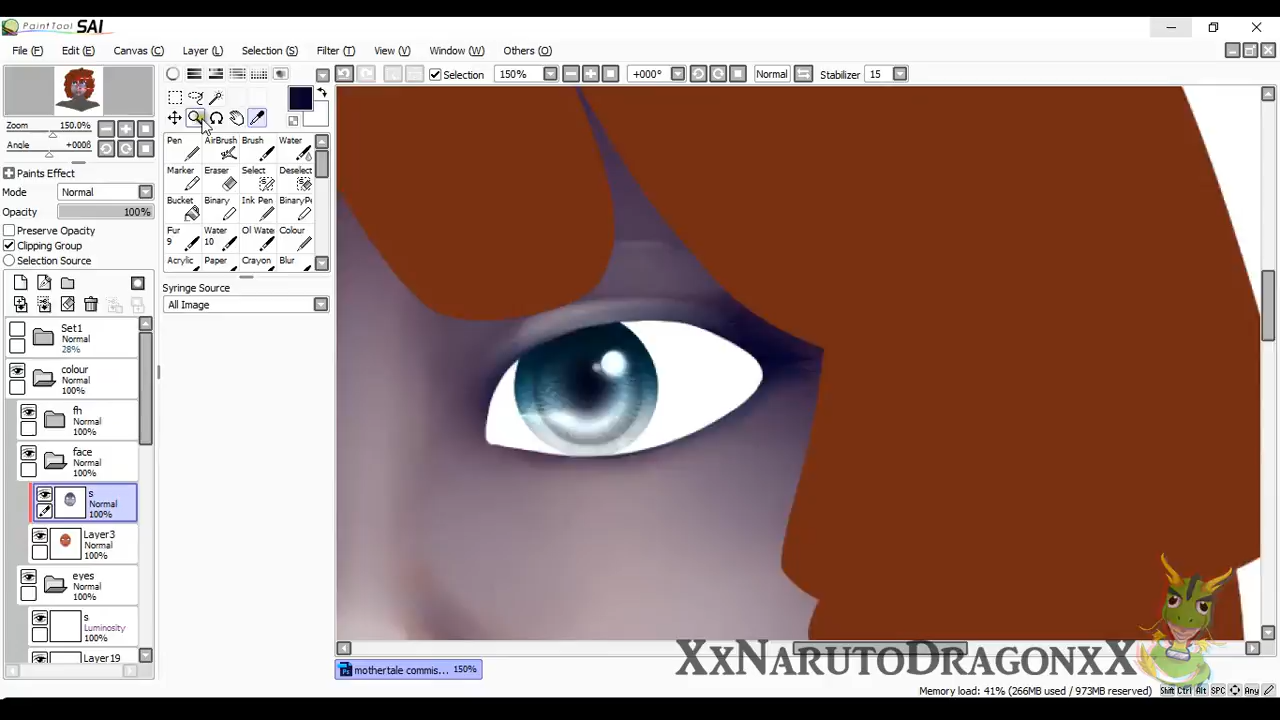 PaintTool SAI
File (F) Edit (E) Canvas (C) Layer (L) Selection (S) Filter (T) View (V) Window (W) Others (O)
Selection 150% +000° Normal Stabilizer 15
Zoom 150.0%
Angle +000ß
Paints Effect
Mode Normal
Opacity 100%
Preserve Opacity
Clipping Group
Selection Source
Pen AirBrush Brush Water
Marker Eraser Select Deselect
Bucket Binary Ink Pen BinaryPe
Fur 9 Water 10 Ol Wate Colour
Acrylic Paper Crayon Blur
Syringe Source
All Image
Set1
Normal
28%
colour
Normal
100%
fh
Normal
100%
face
Normal
100%
s
Normal
100%
Layer3
Normal
100%
eyes
Normal
100%
s
Luminosity
100%
Layer19
mothertale commis... 150%
XxNarutoDragonxX
Memory load: 41% (266MB used / 973MB reserved) Shift Ctrl Alt SPC Any